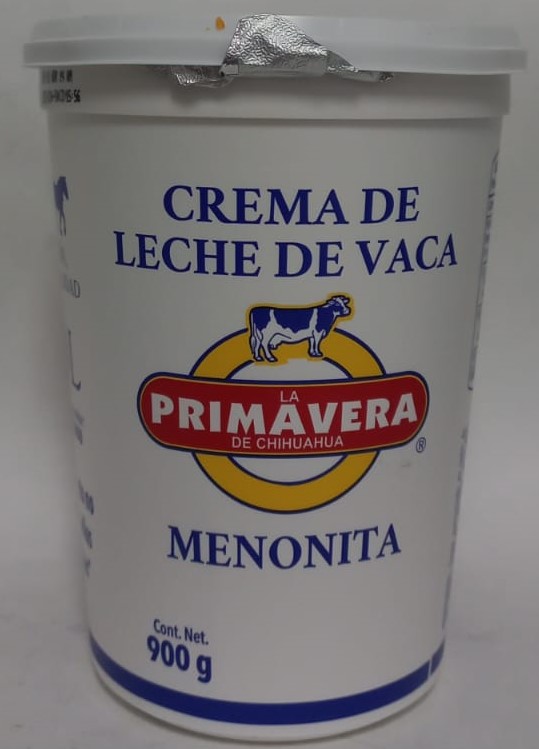 CREMA DE
LECHE DE VACA
LA
PRIMAVERA
DE CHIHUAHUA
®
MENONITA
Cont. Net.
900 g